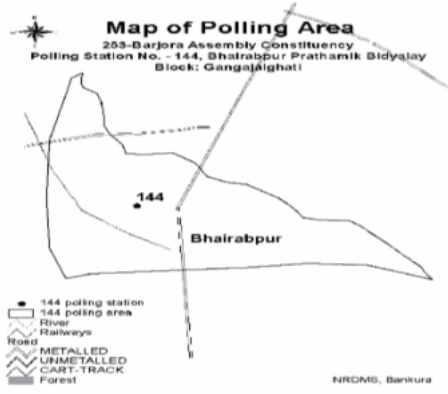 Map of Polling Area
253-Barjora Assembly Constituency
Polling Station No. - 144, Bhairabpur Prathamik Bidyalay
Block: Gangajalghati
144
Bhairabpur
144 polling station
144 polling area
River
Railways
Road
METALLED
UNMETALLED
CART-TRACK
Forest
NRDMS, Bankura